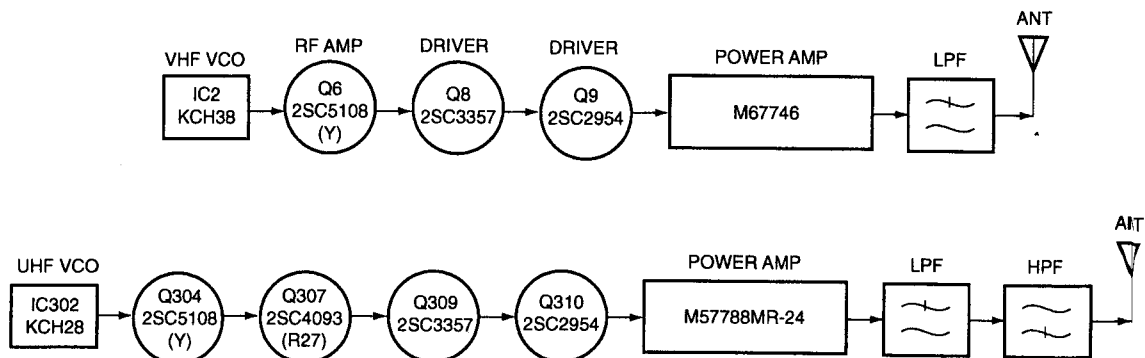 VHF VCO
IC2
KCH38
RF AMP
Q6
2SC5108
(Y)
DRIVER
Q8
2SC3357
DRIVER
Q9
2SC2954
POWER AMP
M67746
LPF
ANT
UHF VCO
IC302
KCH28
Q304
2SC5108
(Y)
Q307
2SC4093
(R27)
Q309
2SC3357
Q310
2SC2954
POWER AMP
M57788MR-24
LPF
HPF
ANT